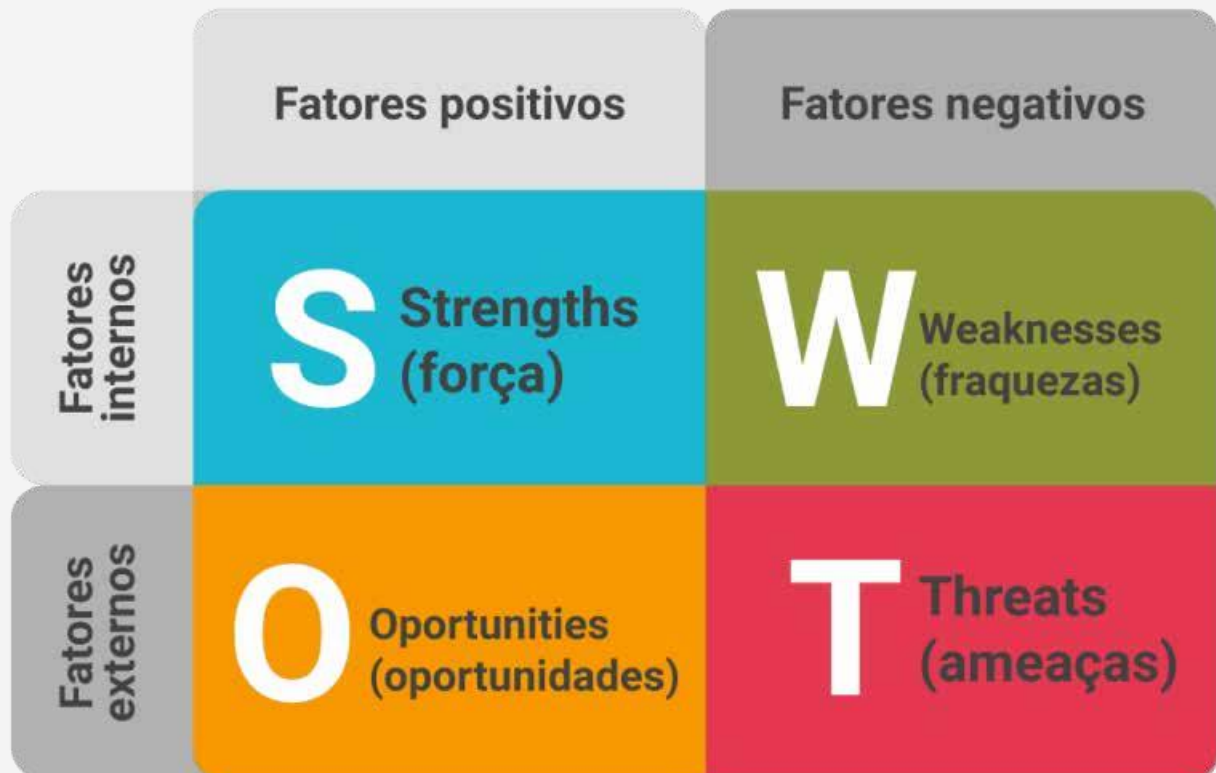 Fatores positivos
Fatores negativos
Fatores
internos
S
Strengths
(força)
W
Weaknesses
(fraquezas)
Fatores
externos
O
Oportunities
(oportunidades)
T
Threats
(ameaças)